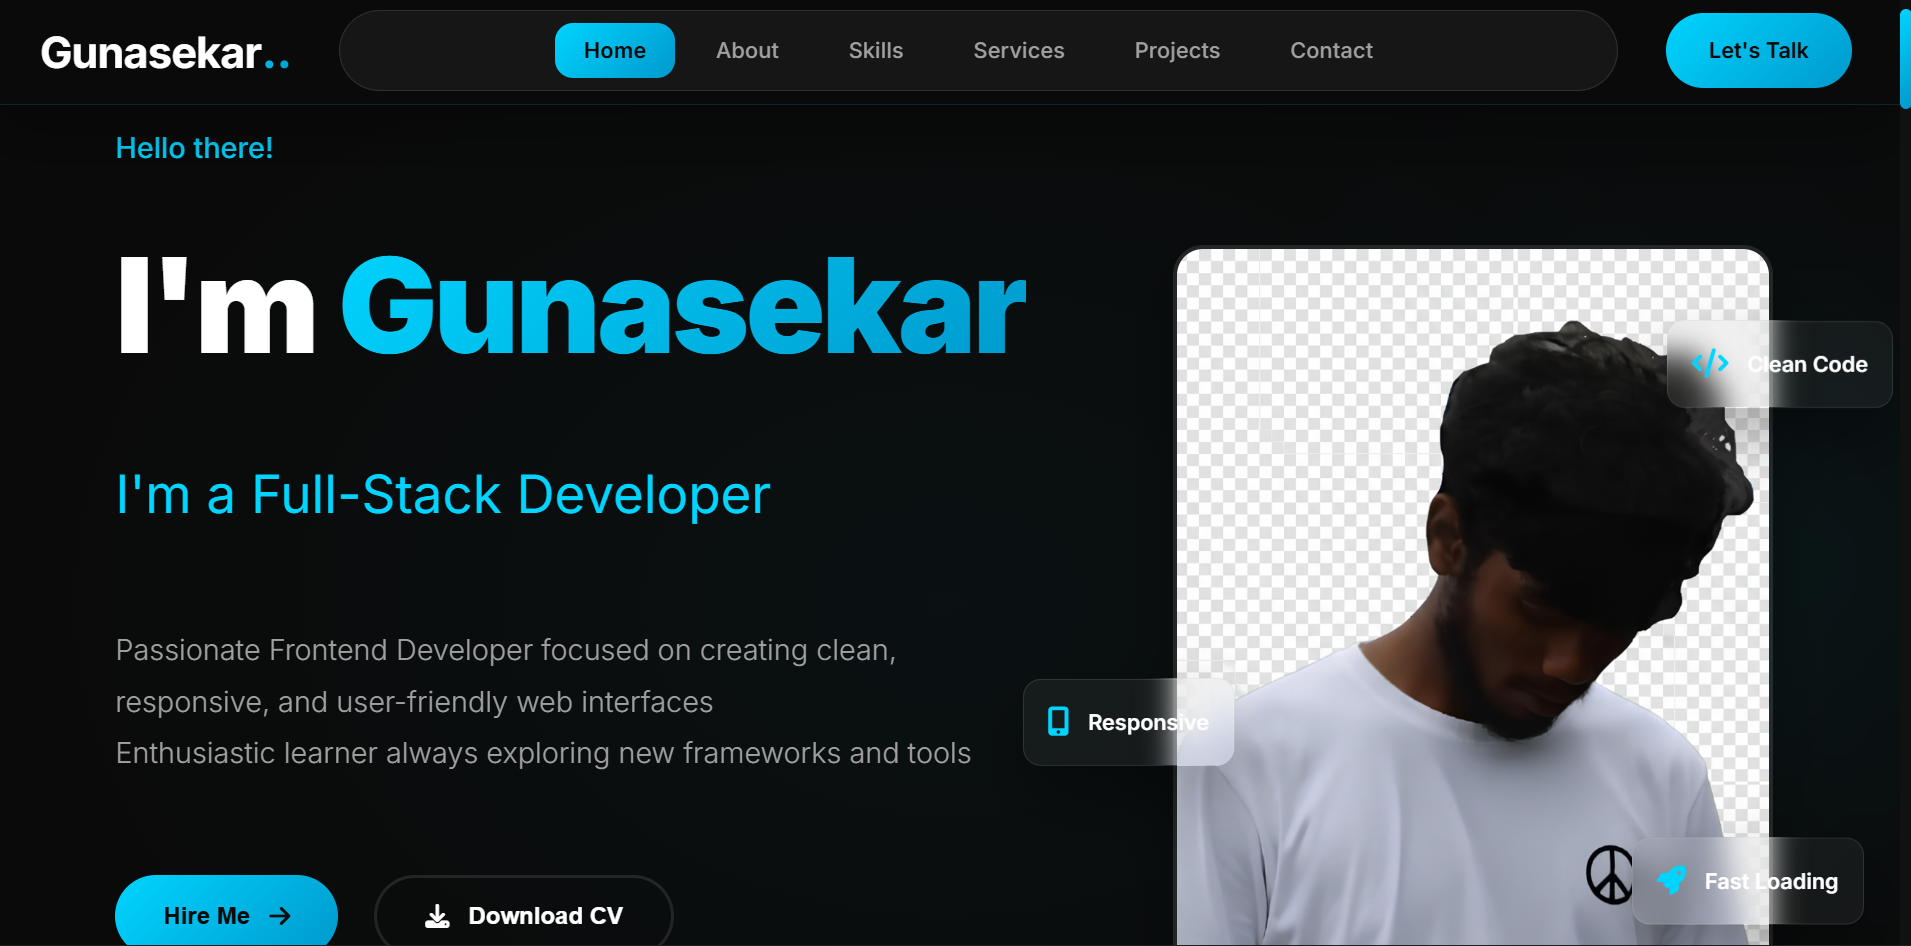 Gunasekar..
Home
About
Skills
Services
Projects
Contact
Let's Talk
Hello there!
I'm Gunasekar
I'm a Full-Stack Developer
Passionate Frontend Developer focused on creating clean,
responsive, and user-friendly web interfaces
Enthusiastic learner always exploring new frameworks and tools
Hire Me
Download CV
Clean Code
Responsive
Fast Loading